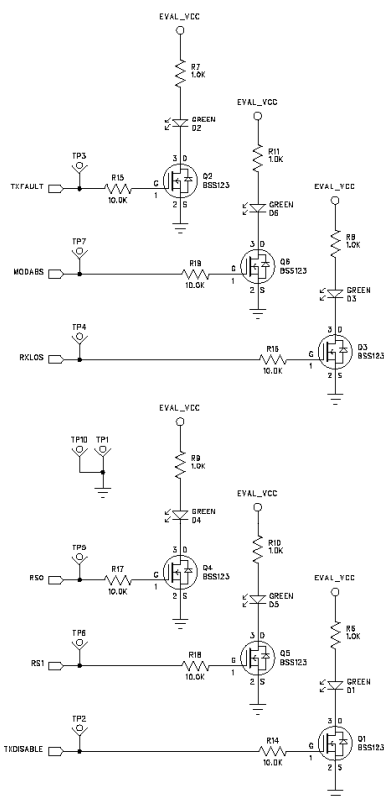 EVAL_VCC
R7
1.0K
GREEN
D2
TP3
R15
10.0K
TXFAULT
3 D
G
1
Q2
BSS123
2 S
EVAL_VCC
R11
1.0K
GREEN
D6
TP7
R19
10.0K
MODABS
3 D
G
1
Q6
BSS123
2 S
EVAL_VCC
R8
1.0K
GREEN
D3
TP4
R16
10.0K
RXLOS
3 D
G
1
Q3
BSS123
2 S
TP10 TP1
EVAL_VCC
R9
1.0K
GREEN
D4
TP5
R17
10.0K
RS0
3 D
G
1
Q4
BSS123
2 S
EVAL_VCC
R10
1.0K
GREEN
D5
TP6
R18
10.0K
RS1
3 D
G
1
Q5
BSS123
2 S
EVAL_VCC
R6
1.0K
GREEN
D1
TP2
R14
10.0K
TXDISABLE
3 D
G
1
Q1
BSS123
2 S